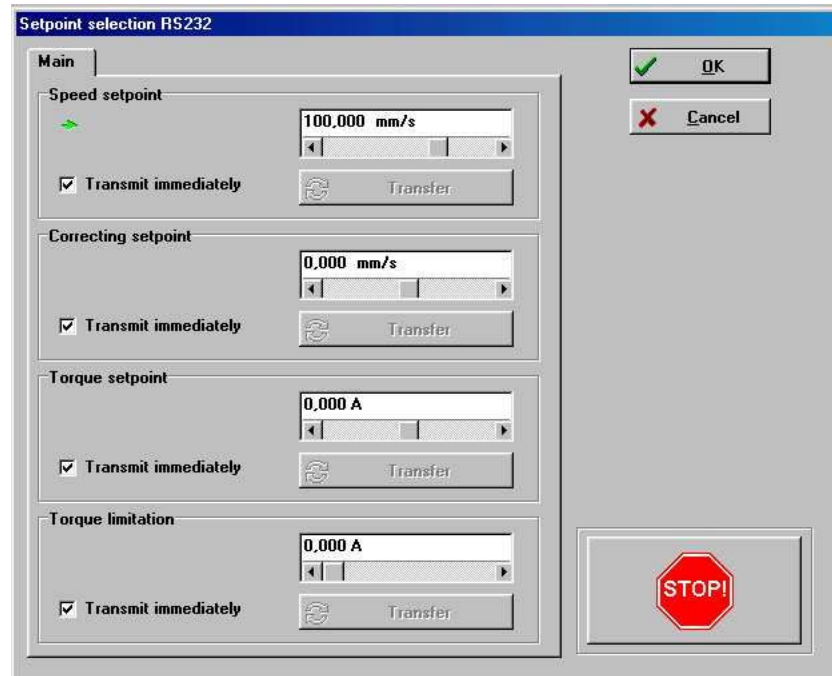 Setpoint selection RS232
Main
OK
Cancel
Speed setpoint
100,000 mm/s
Transmit immediately
Transfer
Correcting setpoint
0,000 mm/s
Transmit immediately
Transfer
Torque setpoint
0,000 A
Transmit immediately
Transfer
Torque limitation
0,000 A
Transmit immediately
Transfer
STOP!